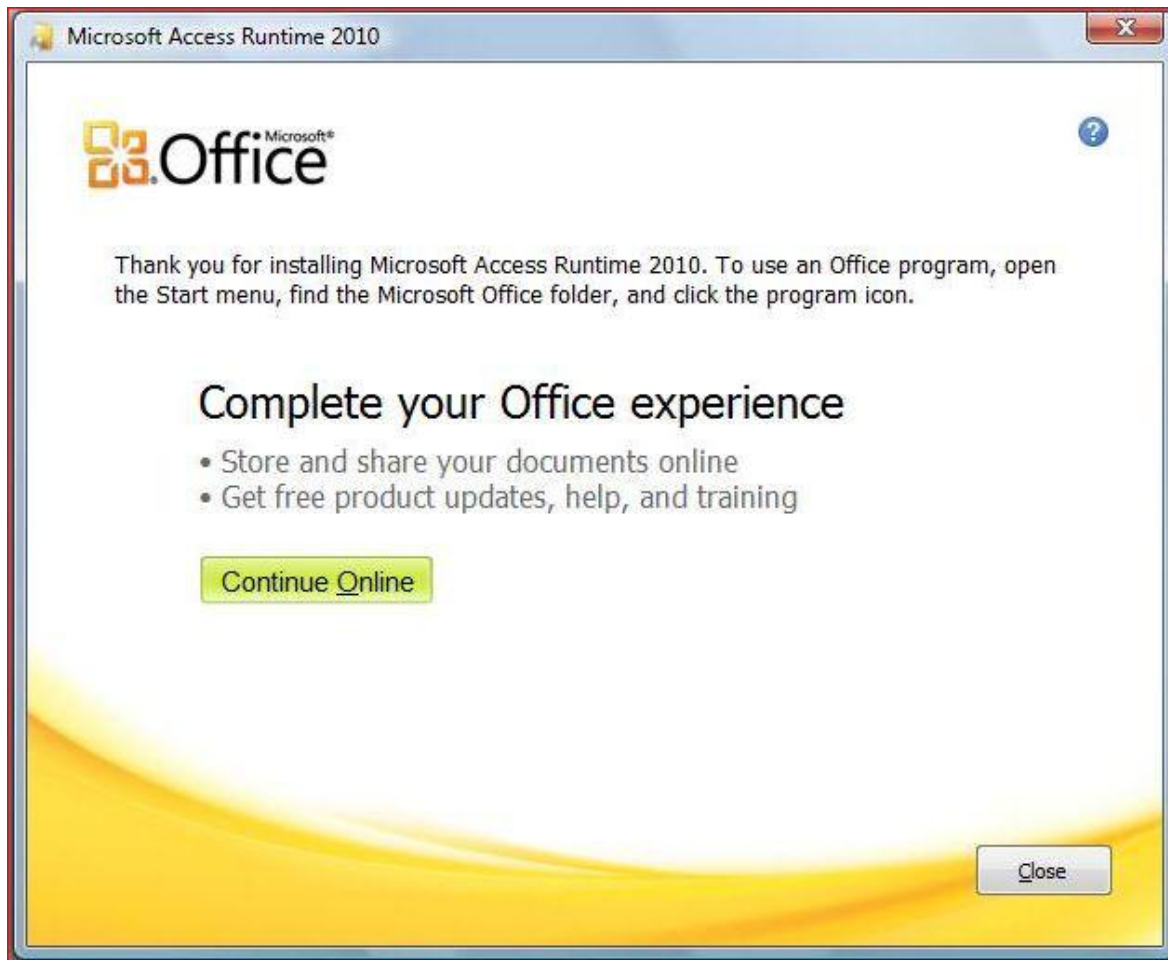 Microsoft Access Runtime 2010
Microsoft®
Office
?
Thank you for installing Microsoft Access Runtime 2010. To use an Office program, open
the Start menu, find the Microsoft Office folder, and click the program icon.
Complete your Office experience
• Store and share your documents online
• Get free product updates, help, and training
Continue Online
Close